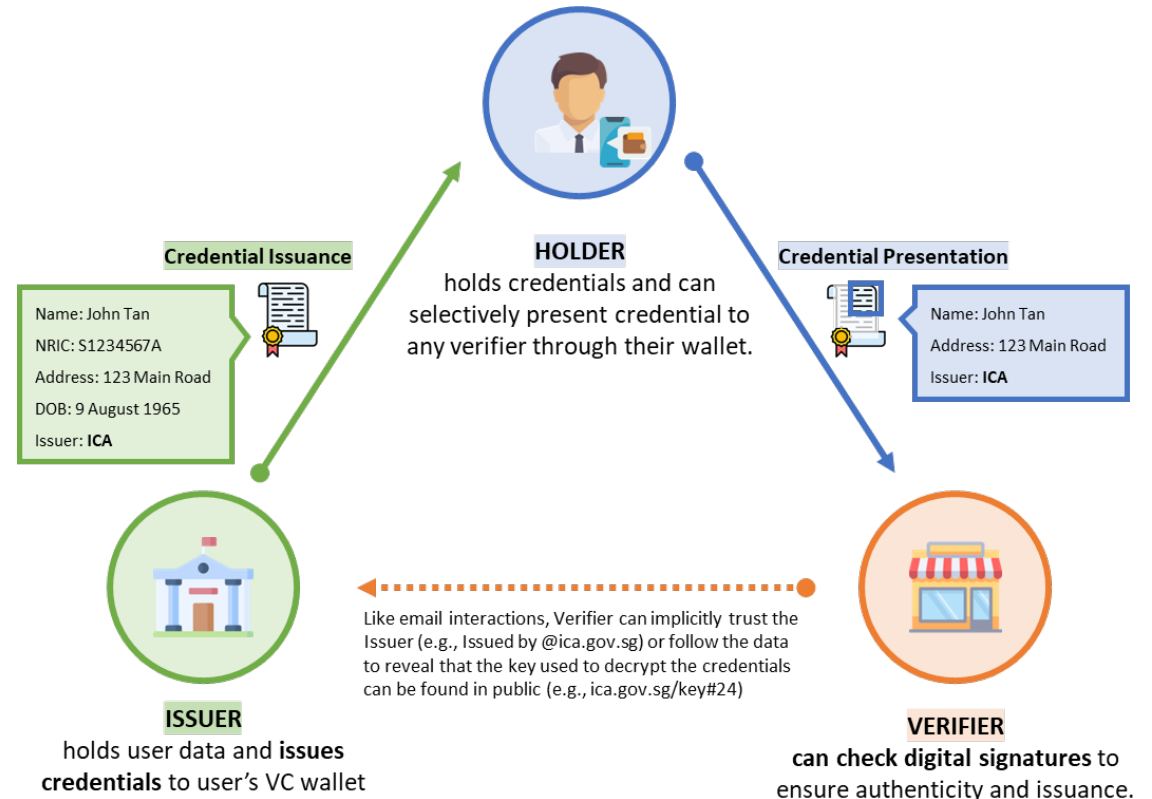 Credential Issuance
Name: John Tan
NRIC: S1234567A
Address: 123 Main Road
DOB: 9 August 1965
Issuer: ICA
HOLDER
holds credentials and can
selectively present credential to
any verifier through their wallet.
Credential Presentation
Name: John Tan
Address: 123 Main Road
Issuer: ICA
Like email interactions, Verifier can implicitly trust the
Issuer (e.g., Issued by @ica.gov.sg) or follow the data
to reveal that the key used to decrypt the credentials
can be found in public (e.g., ica.gov.sg/key#24)
ISSUER
holds user data and issues
credentials to user's VC wallet
VERIFIER
can check digital signatures to
ensure authenticity and issuance.